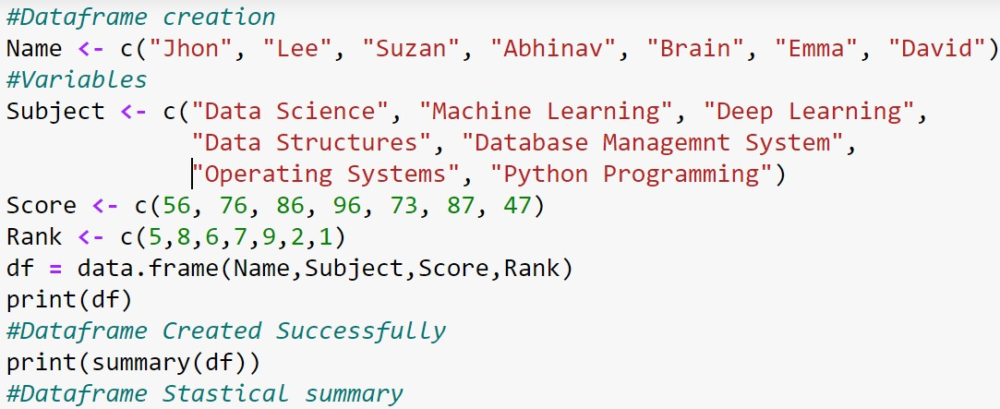 #Dataframe creation
Name <- c("Jhon", "Lee", "Suzan", "Abhinav", "Brain", "Emma", "David")
#Variables
Subject <- c("Data Science", "Machine Learning", "Deep Learning",
"Data Structures", "Database Managemnt System",
"Operating Systems", "Python Programming")
Score <- c(56, 76, 86, 96, 73, 87, 47)
Rank <- c(5,8,6,7,9,2,1)
df = data.frame(Name,Subject,Score,Rank)
print(df)
#Dataframe Created Successfully
print(summary(df))
#Dataframe Stastical summary